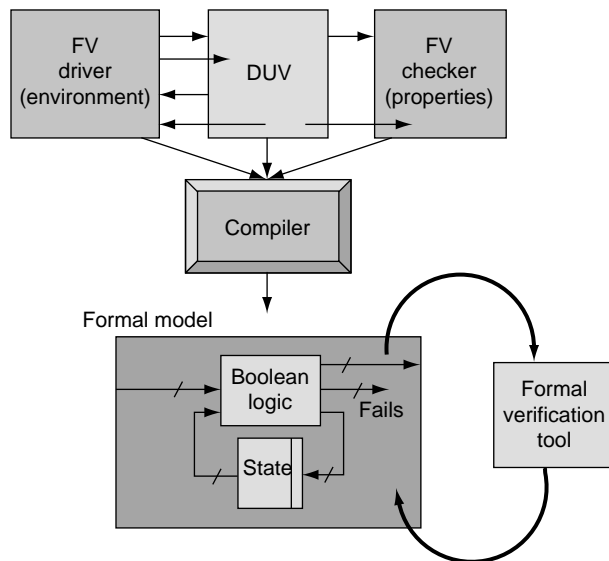 FV
driver
(environment)
DUV
FV
checker
(properties)
Compiler
Formal model
Boolean
logic
Fails
State
Formal
verification
tool